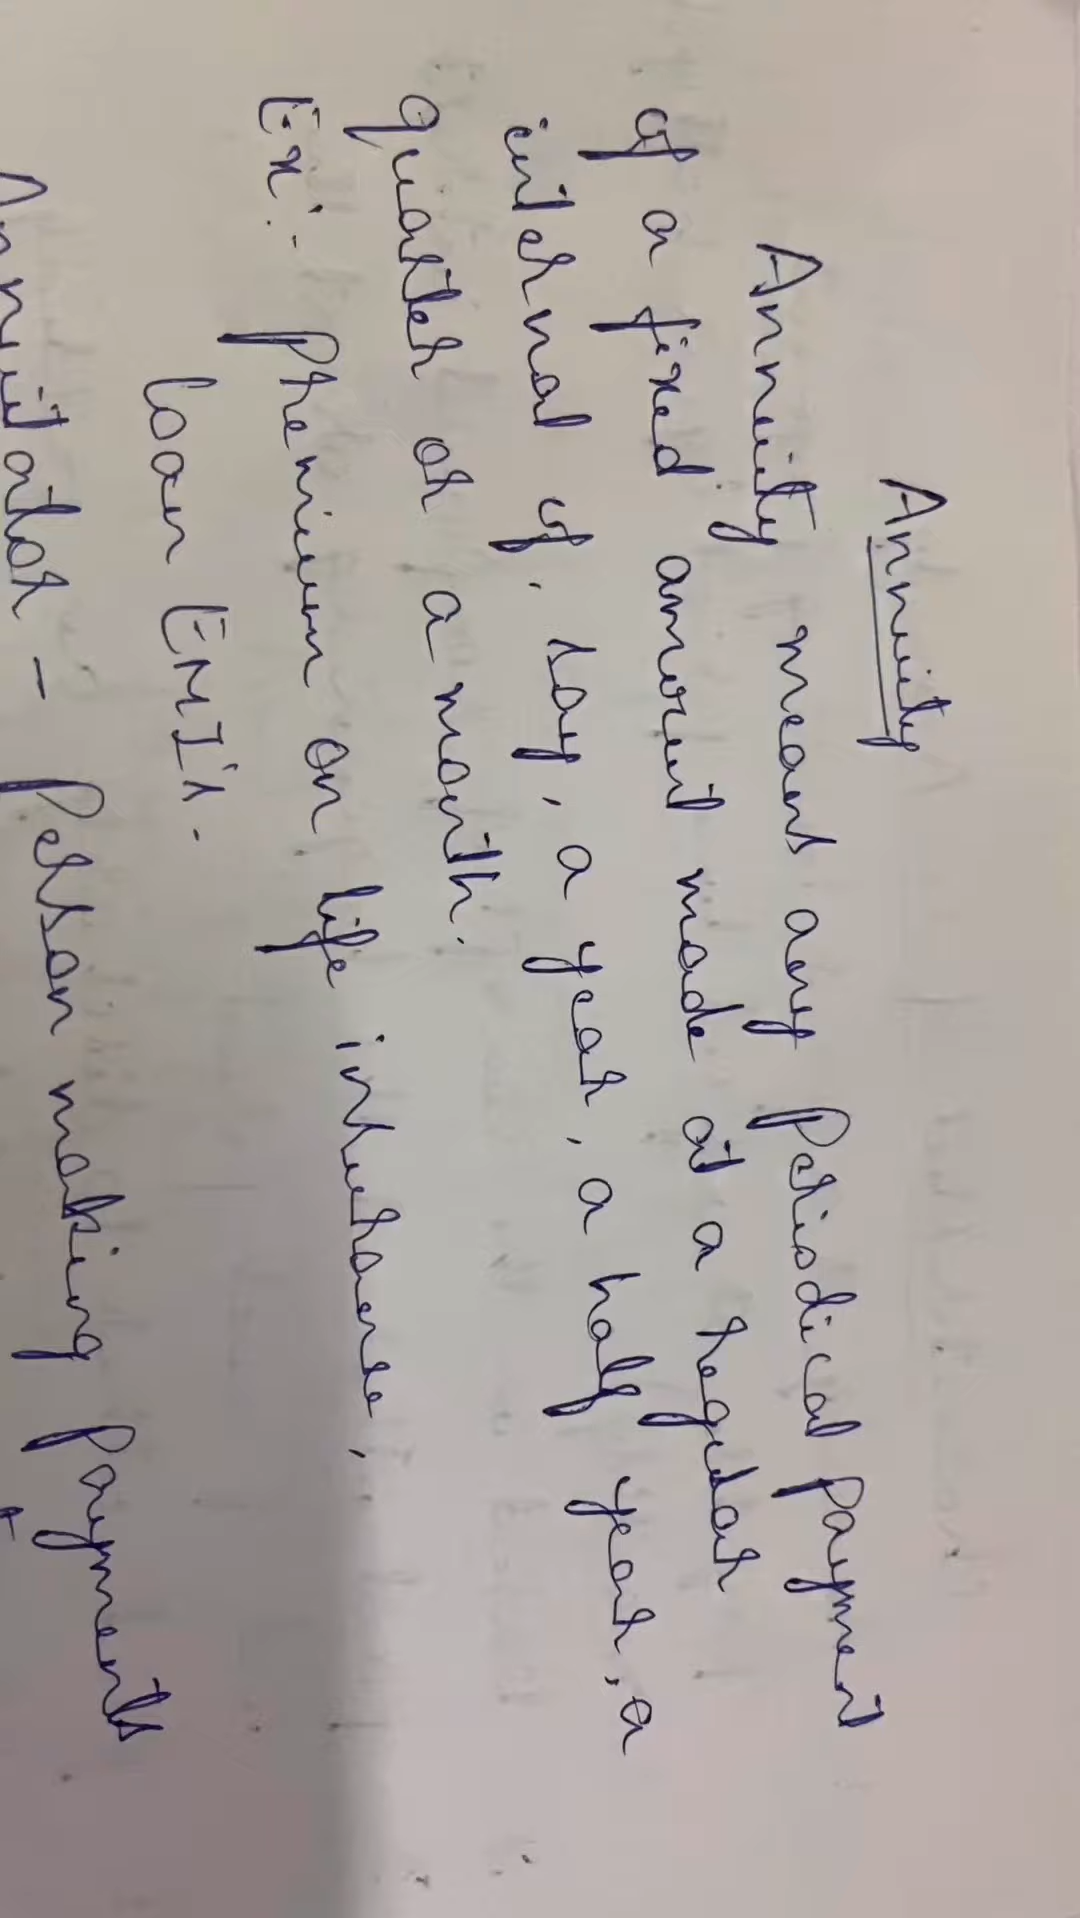 Annuity
Annuity means any periodical payment
of a fixed amount made at a regular
interval of, say, a year, a half year, a
quarter or a month.
Ex:- premium on life insurance,
loan EMI's.
Annuitator - person making payments